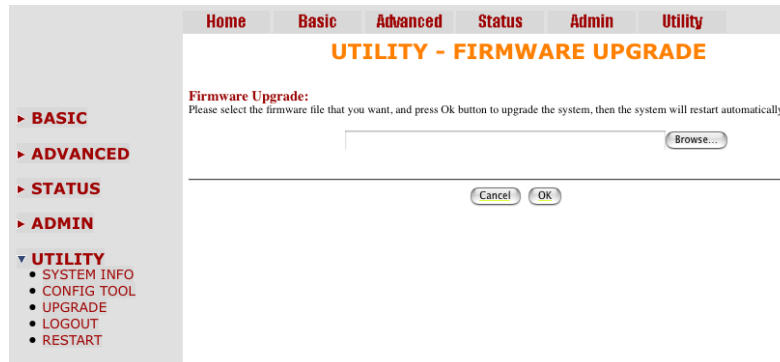 Home Basic Advanced Status Admin Utility
UTILITY - FIRMWARE UPGRADE
Firmware Upgrade:
Please select the firmware file that you want, and press Ok button to upgrade the system, then the system will restart automatically
Browse...
Cancel OK
BASIC
ADVANCED
STATUS
ADMIN
UTILITY
SYSTEM INFO
CONFIG TOOL
UPGRADE
LOGOUT
RESTART